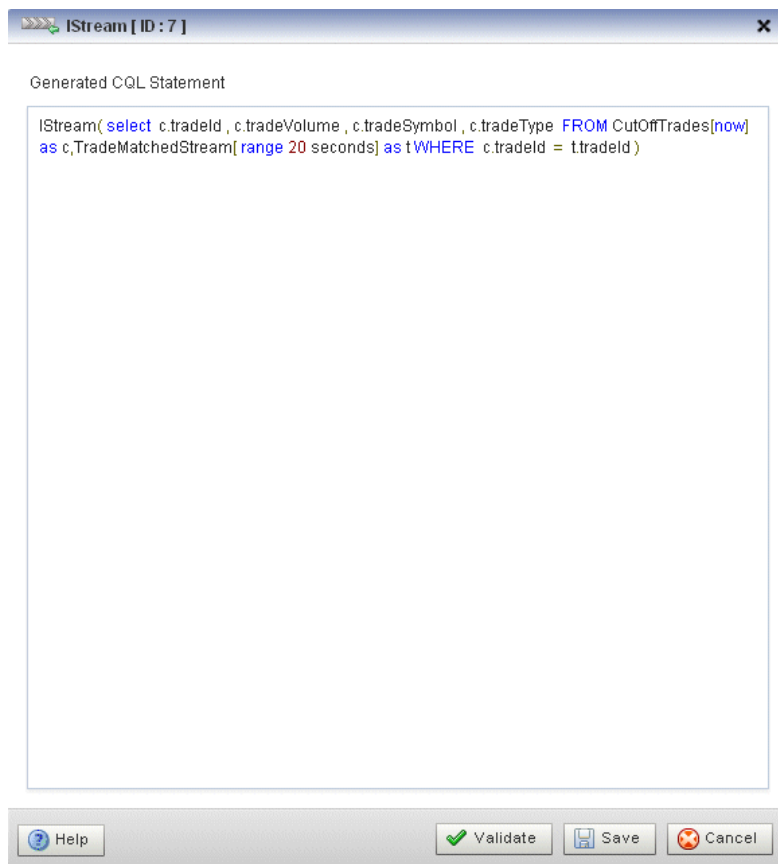 IStream [ ID : 7 ]
Generated CQL Statement
IStream( select c.tradeId , c.tradeVolume , c.tradeSymbol , c.tradeType FROM CutOffTrades[now]
as c,TradeMatchedStream[ range 20 seconds] as t WHERE c.tradeId = t.tradeId )
Help Validate Save Cancel